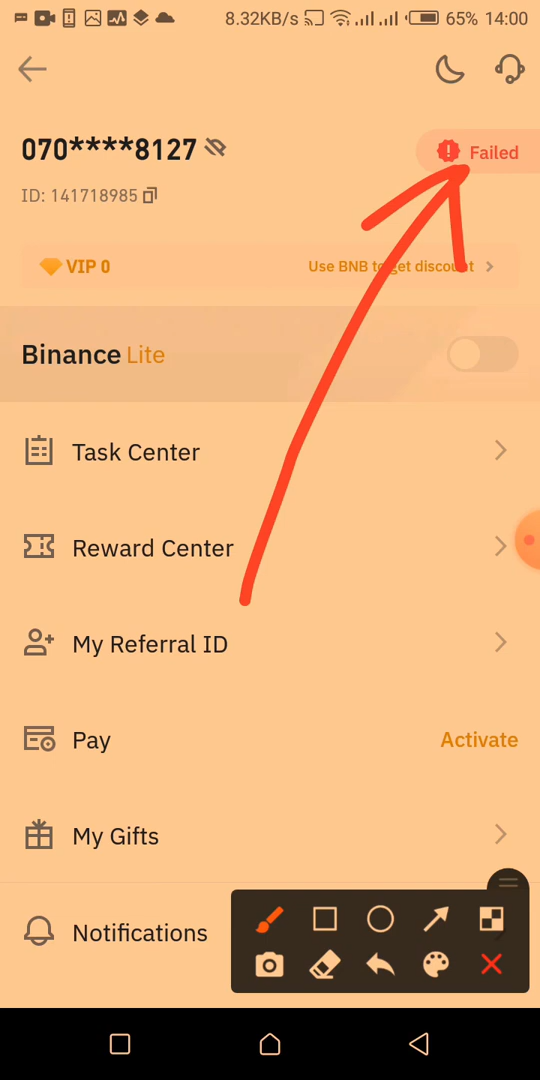 8.32KB/s 65% 14:00
070****8127
Failed
ID: 141718985
VIP 0
Use BNB to get discount
Binance Lite
Task Center
Reward Center
My Referral ID
Pay
Activate
My Gifts
Notifications